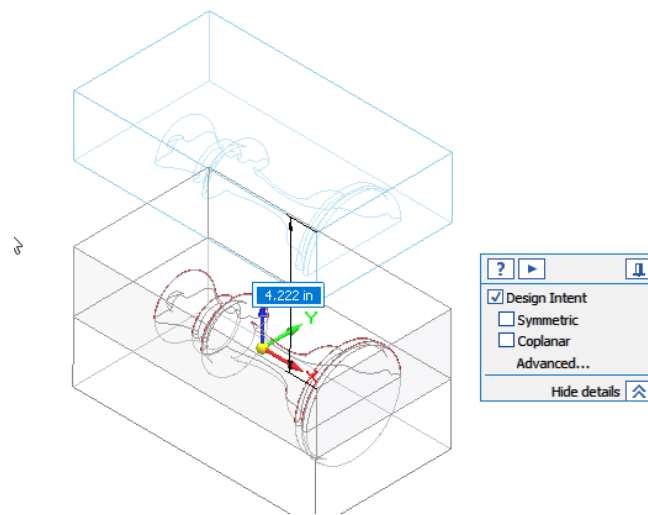 4.222 in
Y
X
?
Design Intent
Symmetric
Coplanar
Advanced...
Hide details